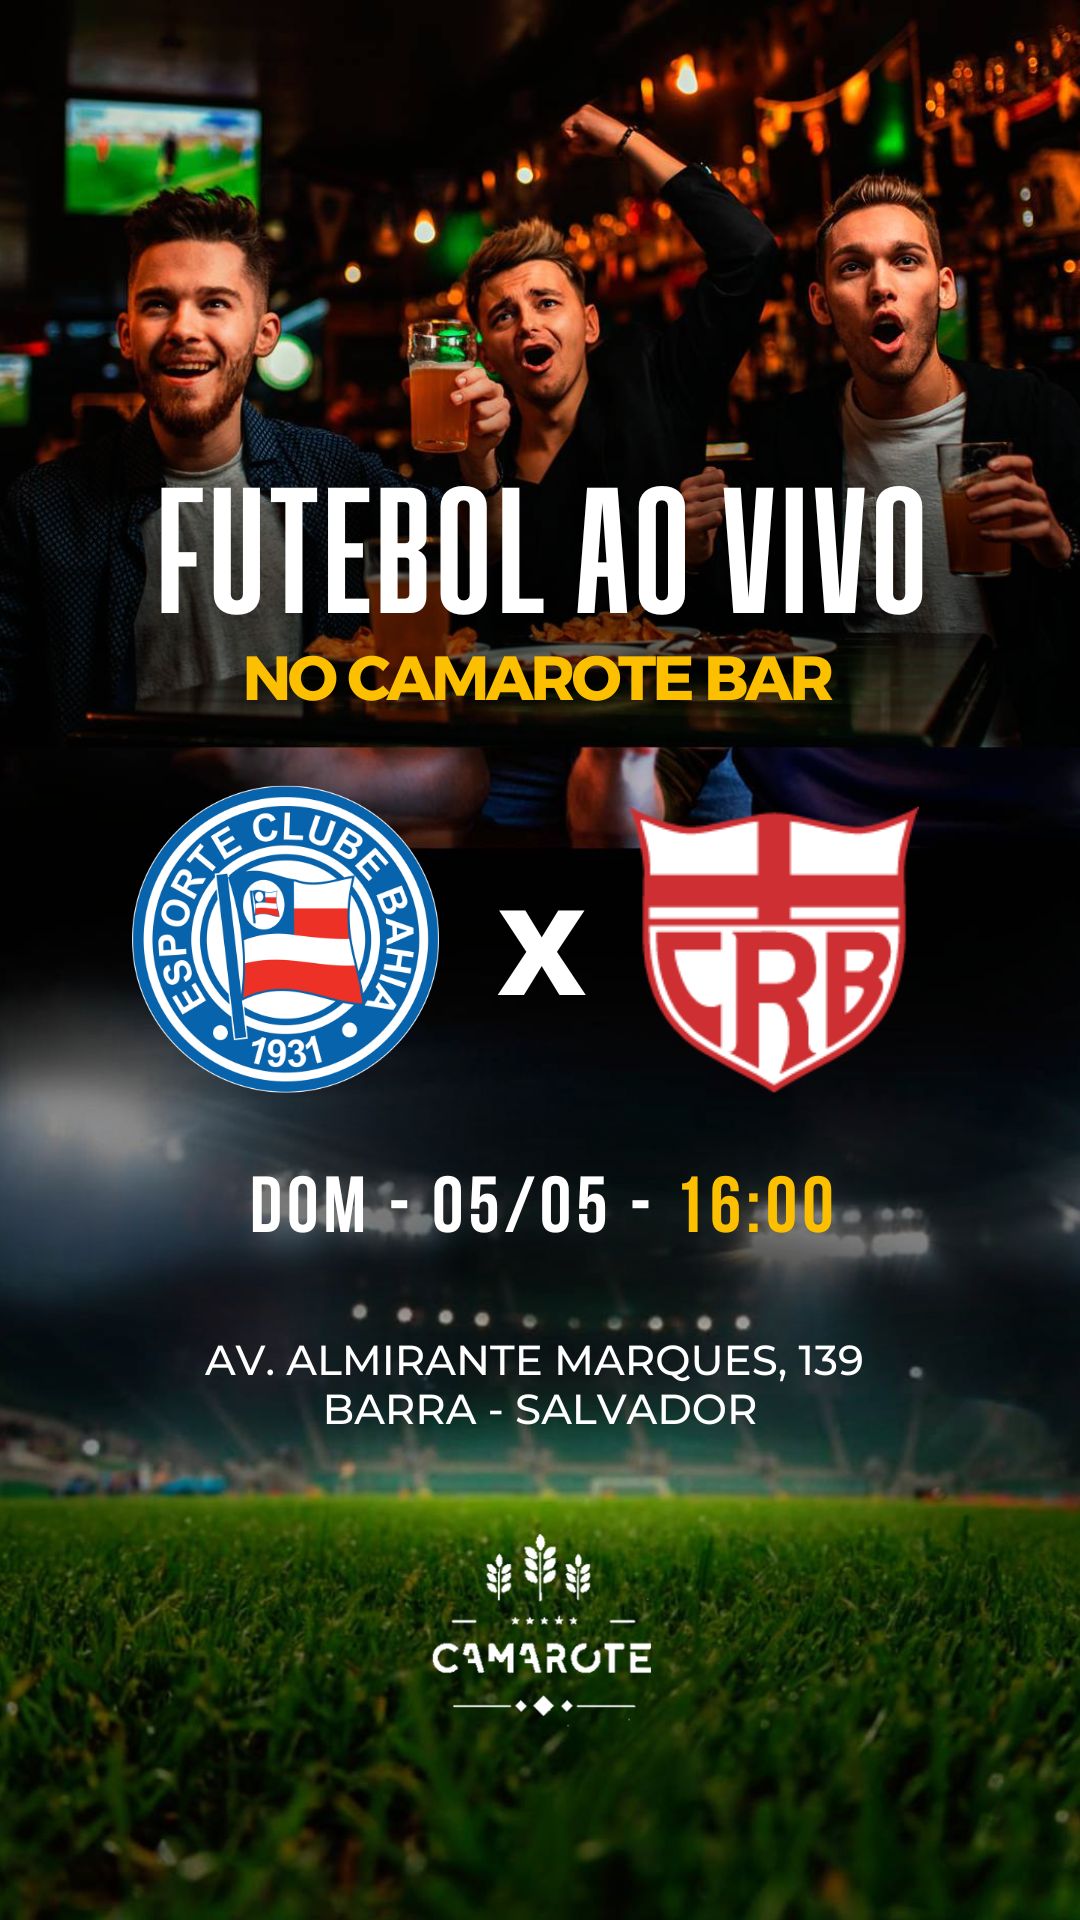 FUTEBOL AO VIVO
NO CAMAROTE BAR
ESPORTE CLUBE BAHIA
1931
X
CRB
DOM - 05/05 - 16:00
AV. ALMIRANTE MARQUES, 139
BARRA - SALVADOR
CAMAROTE